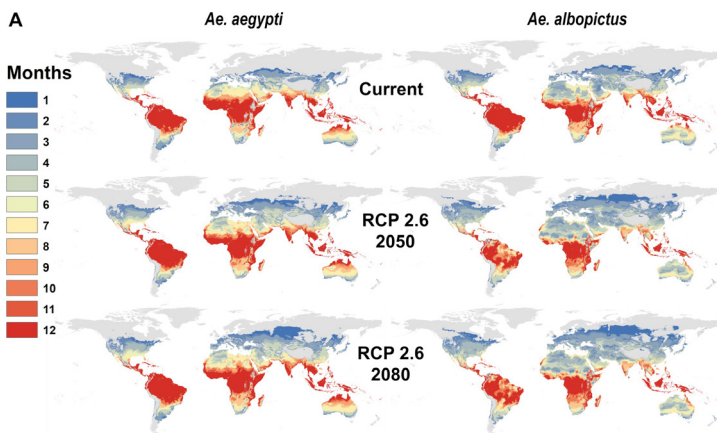 A
Ae. aegypti
Ae. albopictus
Months
1
2
3
4
5
6
7
8
9
10
11
12
Current
RCP 2.6
2050
RCP 2.6
2080